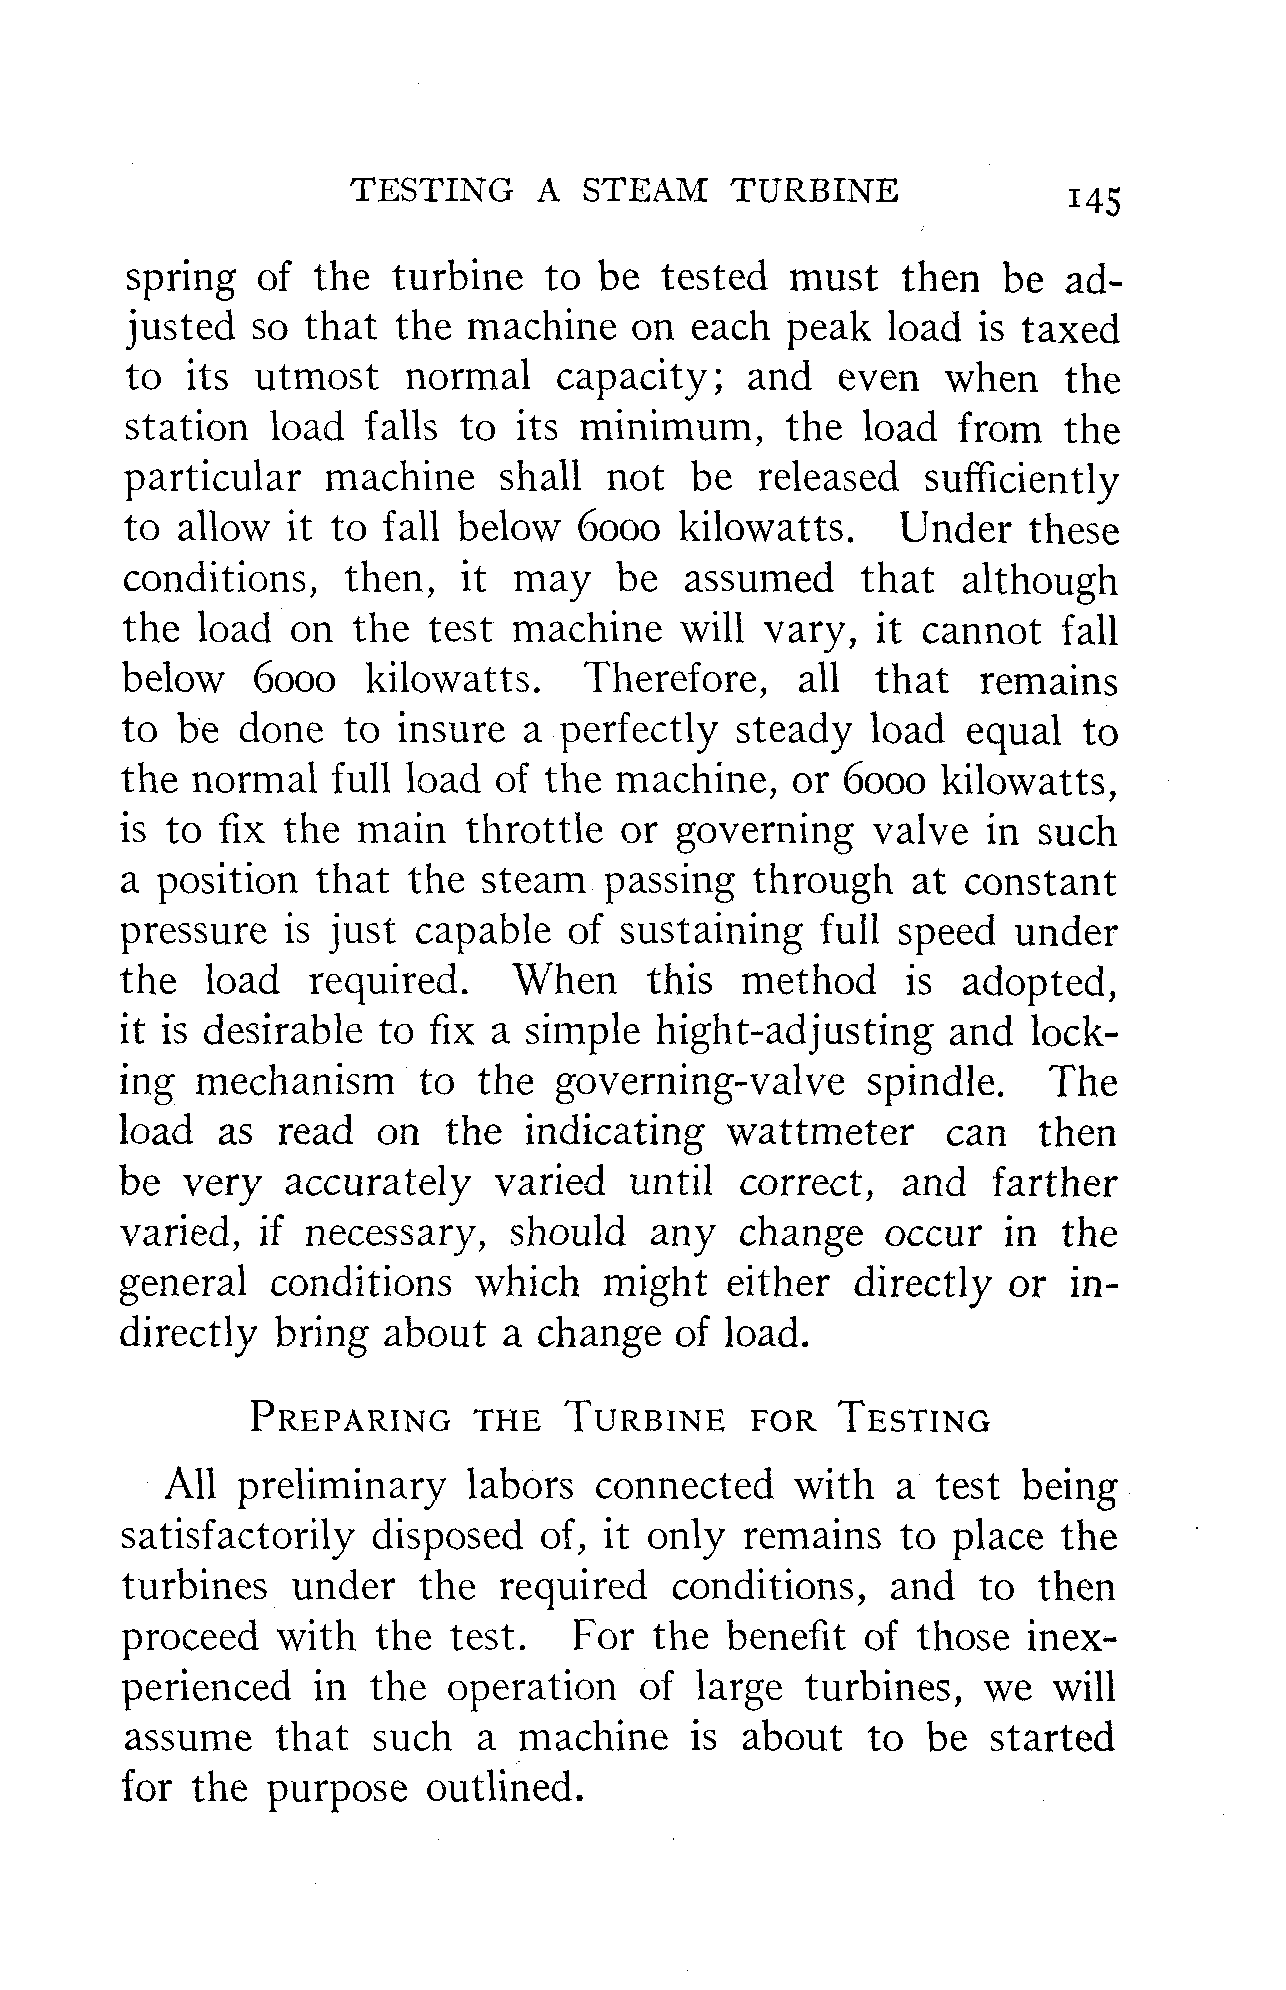 TESTING A STEAM TURBINE 145
spring of the turbine to be tested must then be ad-
justed so that the machine on each peak load is taxed
to its utmost normal capacity; and even when the
station load falls to its minimum, the load from the
particular machine shall not be released sufficiently
to allow it to fall below 6000 kilowatts. Under these
conditions, then, it may be assumed that although
the load on the test machine will vary, it cannot fall
below 6000 kilowatts. Therefore, all that remains
to be done to insure a perfectly steady load equal to
the normal full load of the machine, or 6000 kilowatts,
is to fix the main throttle or governing valve in such
a position that the steam passing through at constant
pressure is just capable of sustaining full speed under
the load required. When this method is adopted,
it is desirable to fix a simple hight-adjusting and lock-
ing mechanism to the governing-valve spindle. The
load as read on the indicating wattmeter can then
be very accurately varied until correct, and farther
varied, if necessary, should any change occur in the
general conditions which might either directly or in-
directly bring about a change of load.
PREPARING THE TURBINE FOR TESTING
All preliminary labors connected with a test being
satisfactorily disposed of, it only remains to place the
turbines under the required conditions, and to then
proceed with the test. For the benefit of those inex-
perienced in the operation of large turbines, we will
assume that such a machine is about to be started
for the purpose outlined.